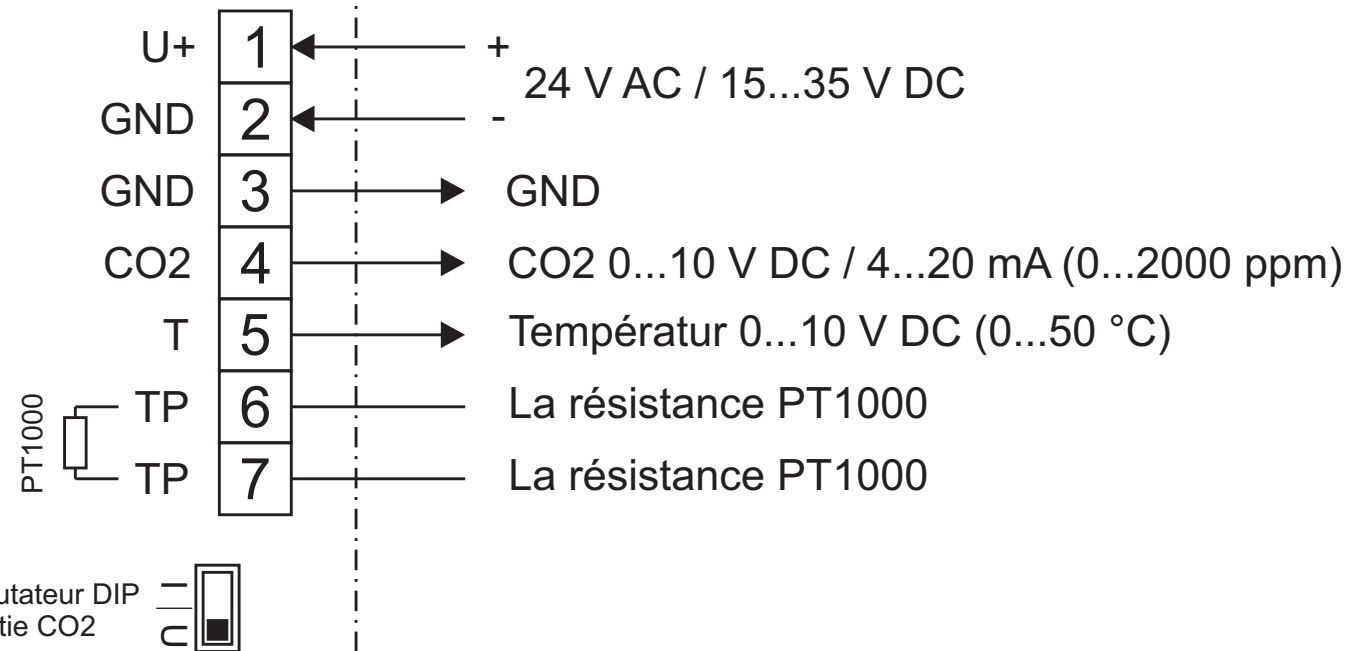 U+ 1 + 24 V AC / 15...35 V DC
GND 2 -
GND 3 GND
CO2 4 CO2 0...10 V DC / 4...20 mA (0...2000 ppm)
T 5 Températur 0...10 V DC (0...50 °C)
PT1000 TP 6 La résistance PT1000
TP 7 La résistance PT1000
DIP I
CO2 U